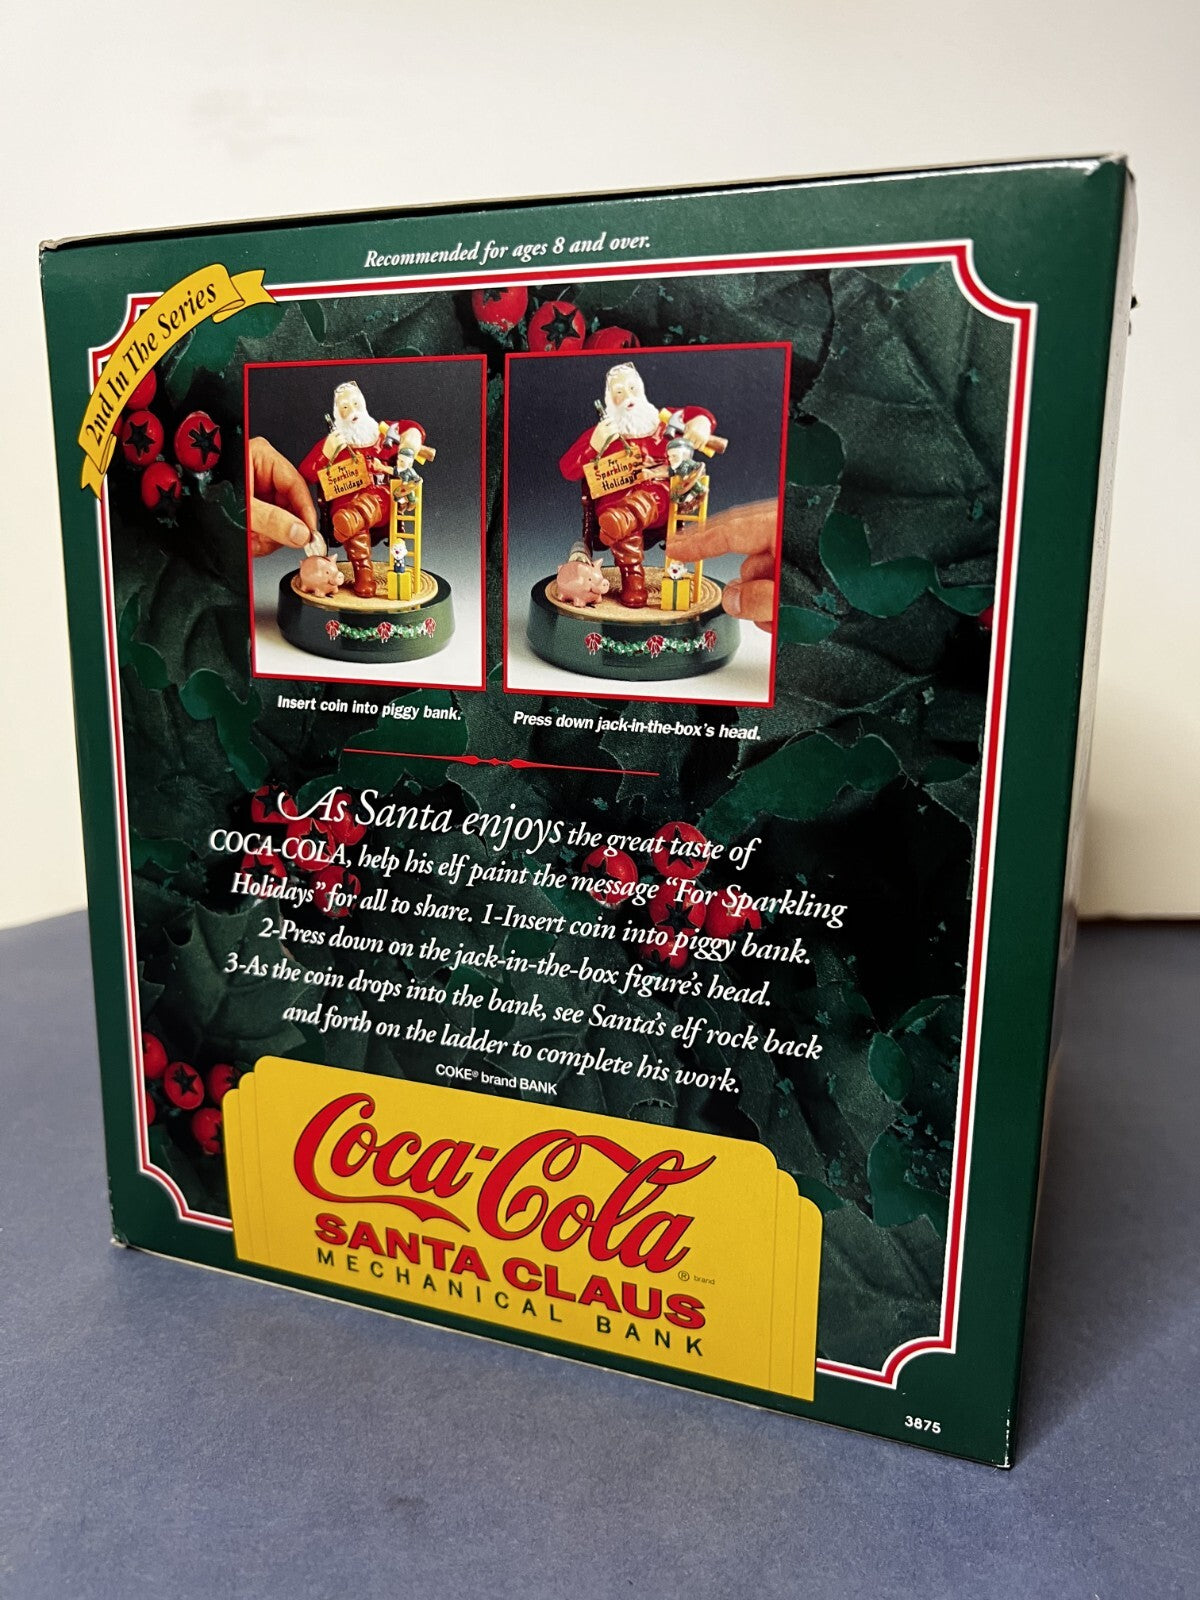 Recommended for ages 8 and over.
2nd In The Series
For
Sparkling
Holidays
For
Sparkling
Holidays
Insert coin into piggy bank.
Press down jack-in-the-box's head.
As Santa enjoys the great taste of
COCA-COLA, help his elf paint the message “For Sparkling
Holidays” for all to share. 1-Insert coin into piggy bank.
2-Press down on the jack-in-the-box figure's head.
3-As the coin drops into the bank, see Santa's elf rock back
and forth on the ladder to complete his work.
COKE® brand BANK
Coca-Cola
® brand
SANTA CLAUS
MECHANICAL BANK
3875